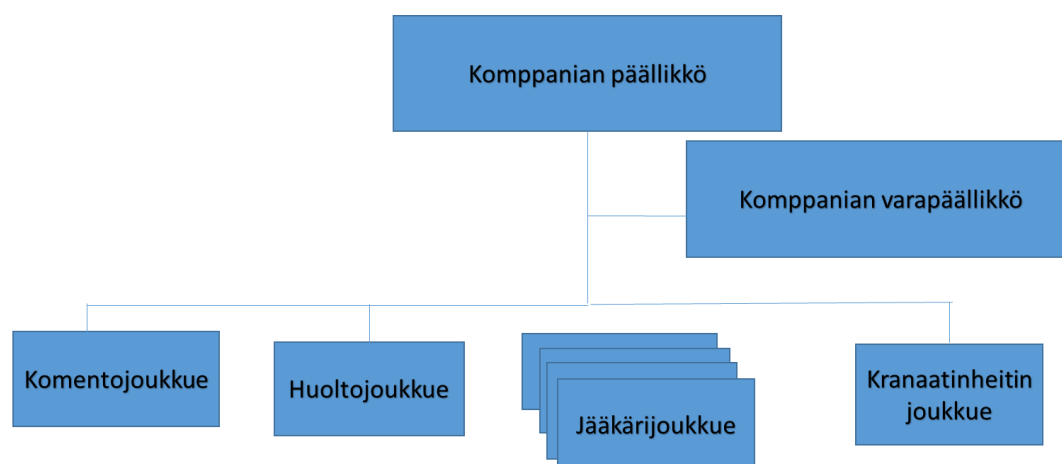 Komppanian päällikkö
Komppanian varapäällikkö
Komentojoukkue
Huoltojoukkue
Jääkärijoukkue
Kranaatinheitin
joukkue